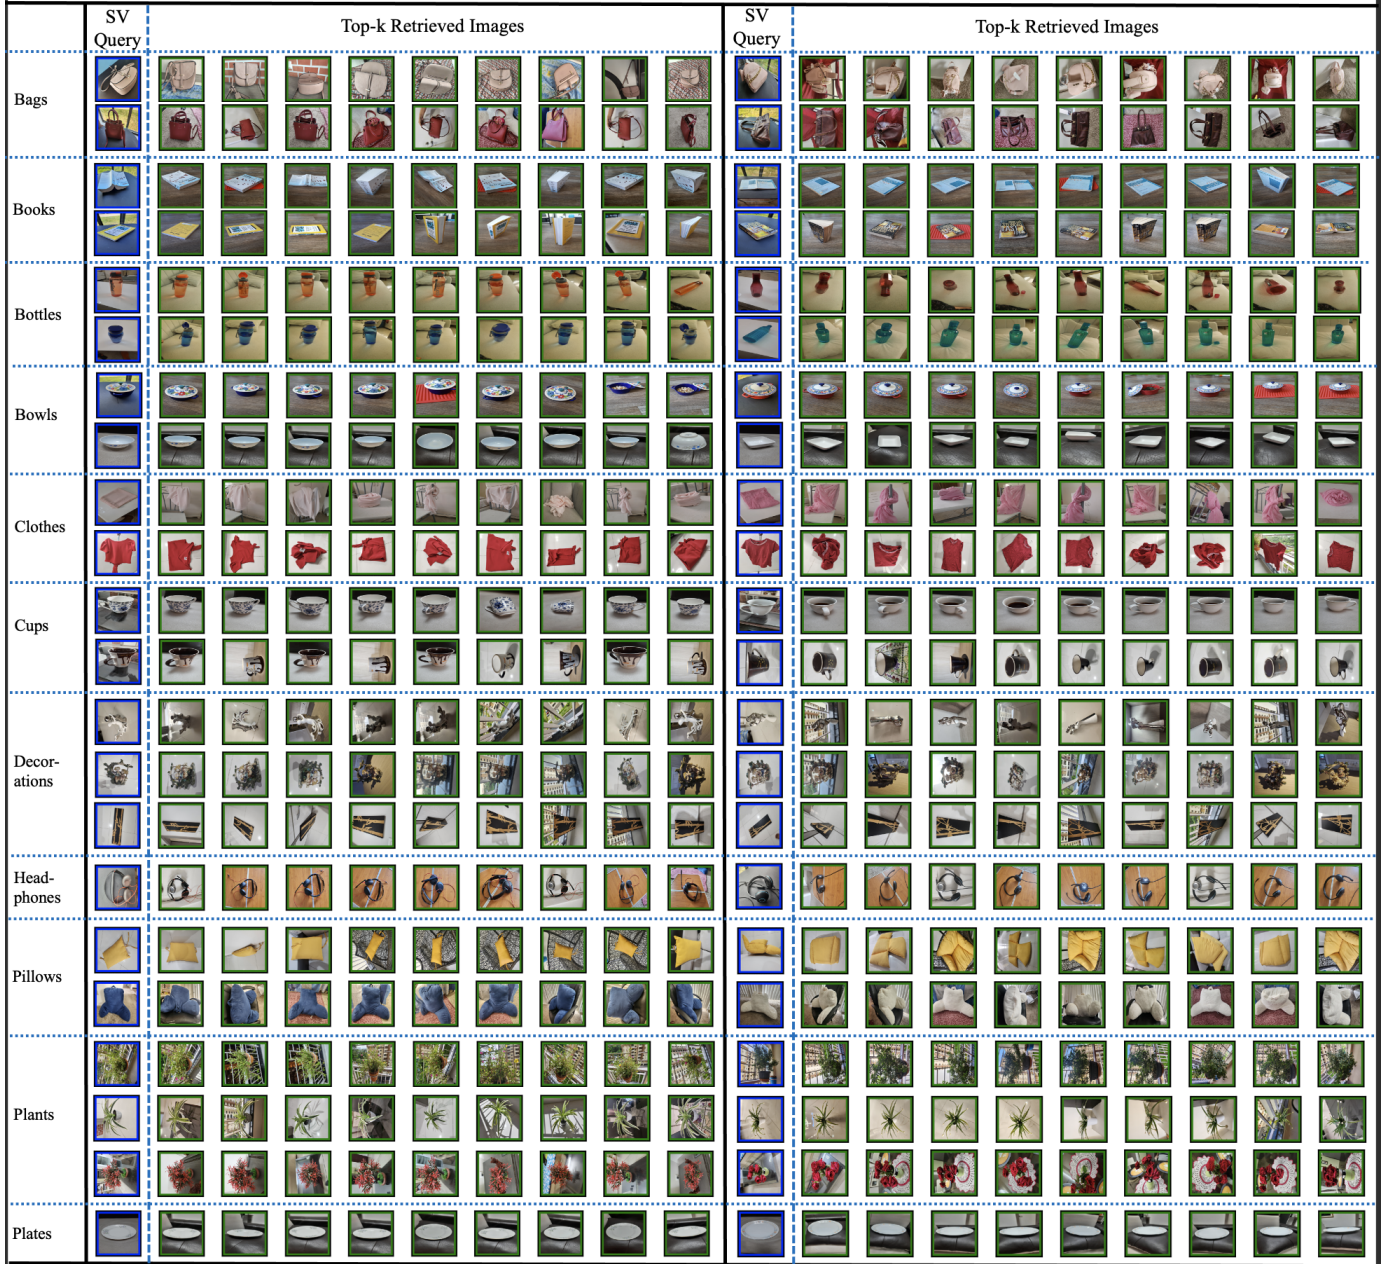 SV
Query
Top-k Retrieved Images
SV
Query
Top-k Retrieved Images
Bags
Books
Bottles
Bowls
Clothes
Cups
Decor-
ations
Head-
phones
Pillows
Plants
Plates